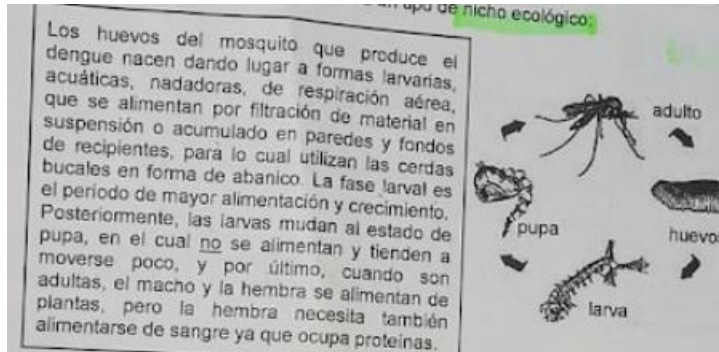 un tipo de nicho ecológico:
Los huevos del mosquito que produce el
dengue nacen dando lugar a formas larvarias,
acuáticas, nadadoras, de respiración aérea,
que se alimentan por filtración de material en
suspensión o acumulado en paredes y fondos
de recipientes, para lo cual utilizan las cerdas
bucales en forma de abanico. La fase larval es
el período de mayor alimentación y crecimiento.
Posteriormente, las larvas mudan al estado de
pupa, en el cual no se alimentan y tienden a
moverse poco, y por último, cuando son
adultas, el macho y la hembra se alimentan de
plantas, pero la hembra necesita también
alimentarse de sangre ya que ocupa proteínas.
adulto
pupa
huevo
larva